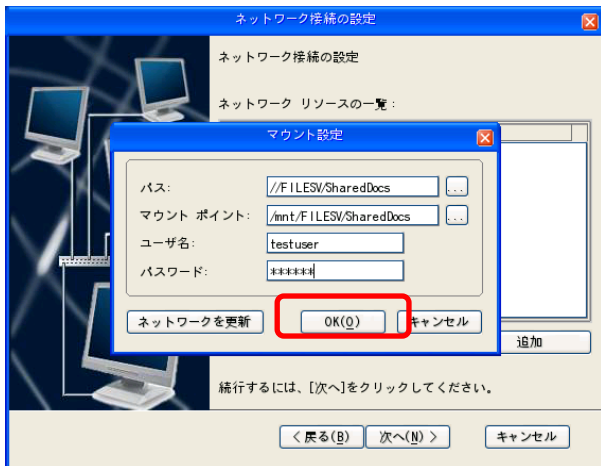 ネットワーク接続の設定
ネットワーク接続の設定
ネットワーク リソースの一覧:
マウント設定
パス: //FILESV/SharedDocs ...
マウント ポイント: /mnt/FILESV/SharedDocs ...
ユーザ名: testuser
パスワード: ******
ネットワークを更新 OK(O) キャンセル
追加
続行するには、[次へ]をクリックしてください。
< 戻る(B) 次へ(N) > キャンセル